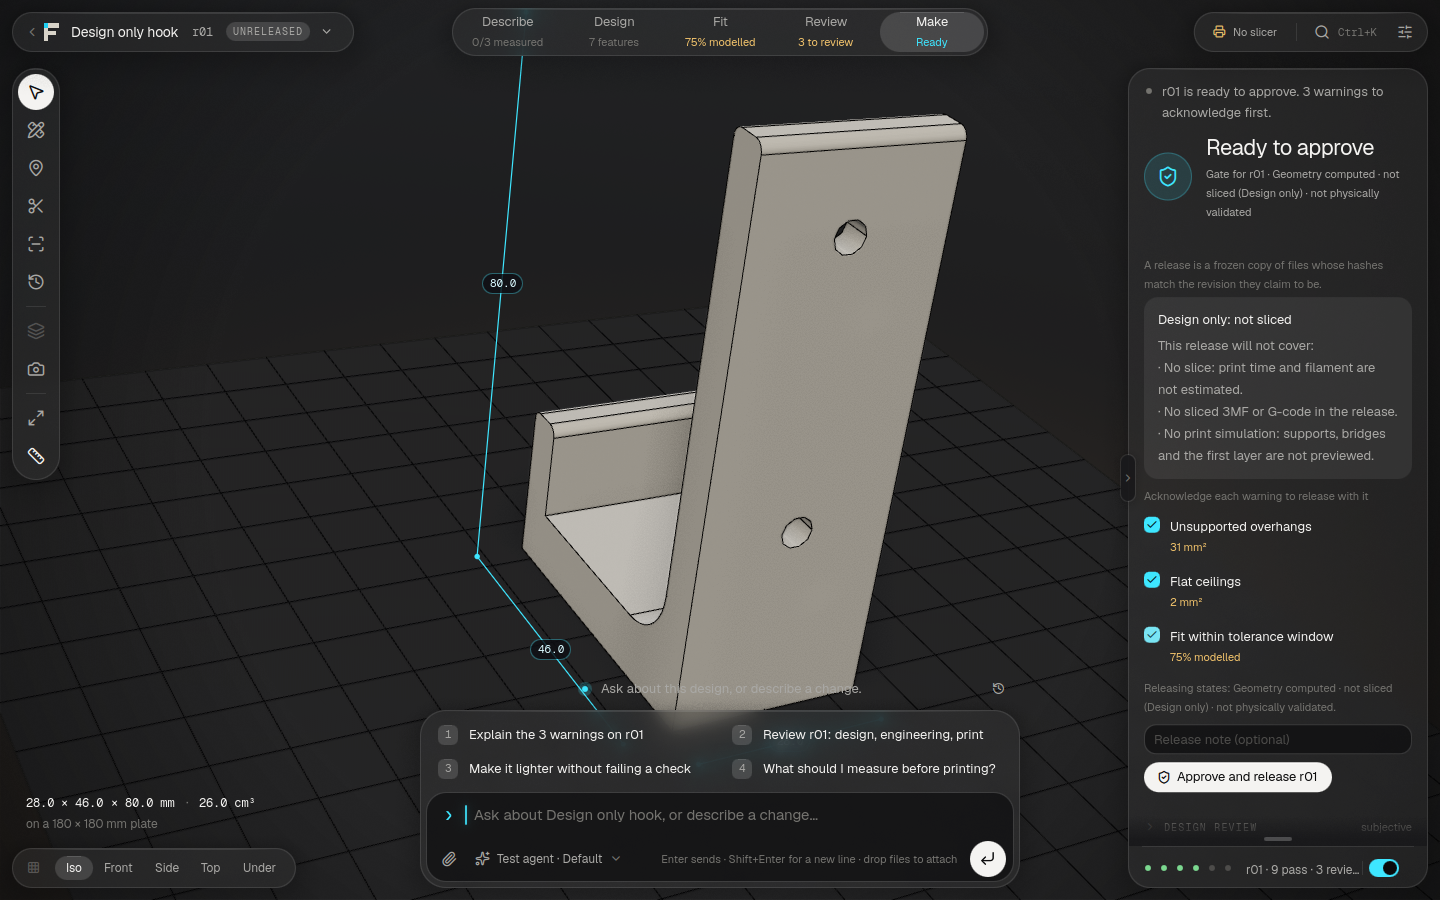 Design only hook r01 UNRELEASED
Describe
0/3 measured
Design
7 features
Fit
75% modelled
Review
3 to review
Make
Ready
No slicer
Ctrl+K
80.0
46.0
28.0 × 46.0 × 80.0 mm · 26.0 cm³
on a 180 × 180 mm plate
Iso Front Side Top Under
Ask about this design, or describe a change.
1 Explain the 3 warnings on r01
2 Review r01: design, engineering, print
3 Make it lighter without failing a check
4 What should I measure before printing?
Ask about Design only hook, or describe a change…
Test agent · Default
Enter sends · Shift+Enter for a new line · drop files to attach
r01 is ready to approve. 3 warnings to
acknowledge first.
Ready to approve
Gate for r01 · Geometry computed · not
sliced (Design only) · not physically
validated
A release is a frozen copy of files whose hashes
match the revision they claim to be.
Design only: not sliced
This release will not cover:
· No slice: print time and filament are
not estimated.
· No sliced 3MF or G-code in the release.
· No print simulation: supports, bridges
and the first layer are not previewed.
Acknowledge each warning to release with it
Unsupported overhangs
31 mm²
Flat ceilings
2 mm²
Fit within tolerance window
75% modelled
Releasing states: Geometry computed · not sliced
(Design only) · not physically validated.
Release note (optional)
Approve and release r01
DESIGN REVIEW subjective
r01 · 9 pass · 3 revie…